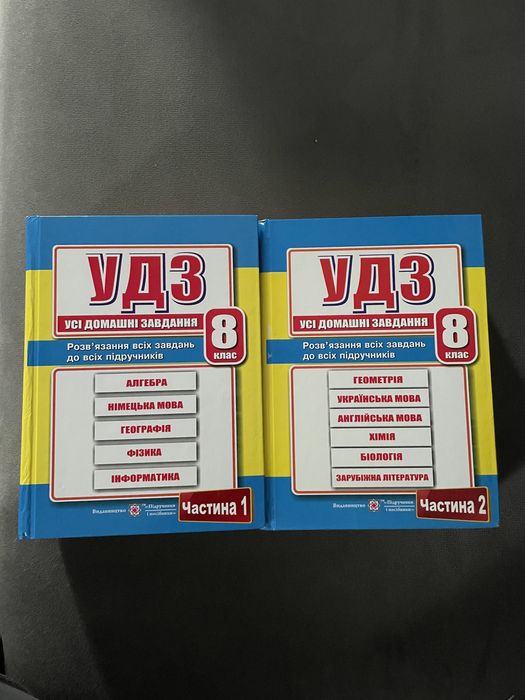 УДЗ
УСІ ДОМАШНІ ЗАВДАННЯ
8
клас
Розв'язання всіх завдань
до всіх підручників
АЛГЕБРА
НІМЕЦЬКА МОВА
ГЕОГРАФІЯ
ФІЗИКА
ІНФОРМАТИКА
Видавництво
Підручники
і посібники
Частина 1
УДЗ
УСІ ДОМАШНІ ЗАВДАННЯ
8
клас
Розв'язання всіх завдань
до всіх підручників
ГЕОМЕТРІЯ
УКРАЇНСЬКА МОВА
АНГЛІЙСЬКА МОВА
ХІМІЯ
БІОЛОГІЯ
ЗАРУБІЖНА ЛІТЕРАТУРА
Видавництво
Підручники
і посібники
Частина 2